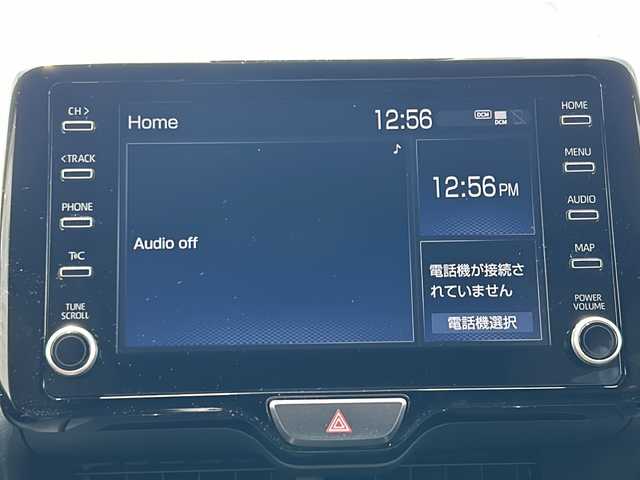 CH >
<TRACK
PHONE
T C
TUNE
SCROLL
Home
12:56
DCM
DCM
Audio off
12:56 PM
電話機が接続さ
れていません
電話機選択
HOME
MENU
AUDIO
MAP
POWER
VOLUME